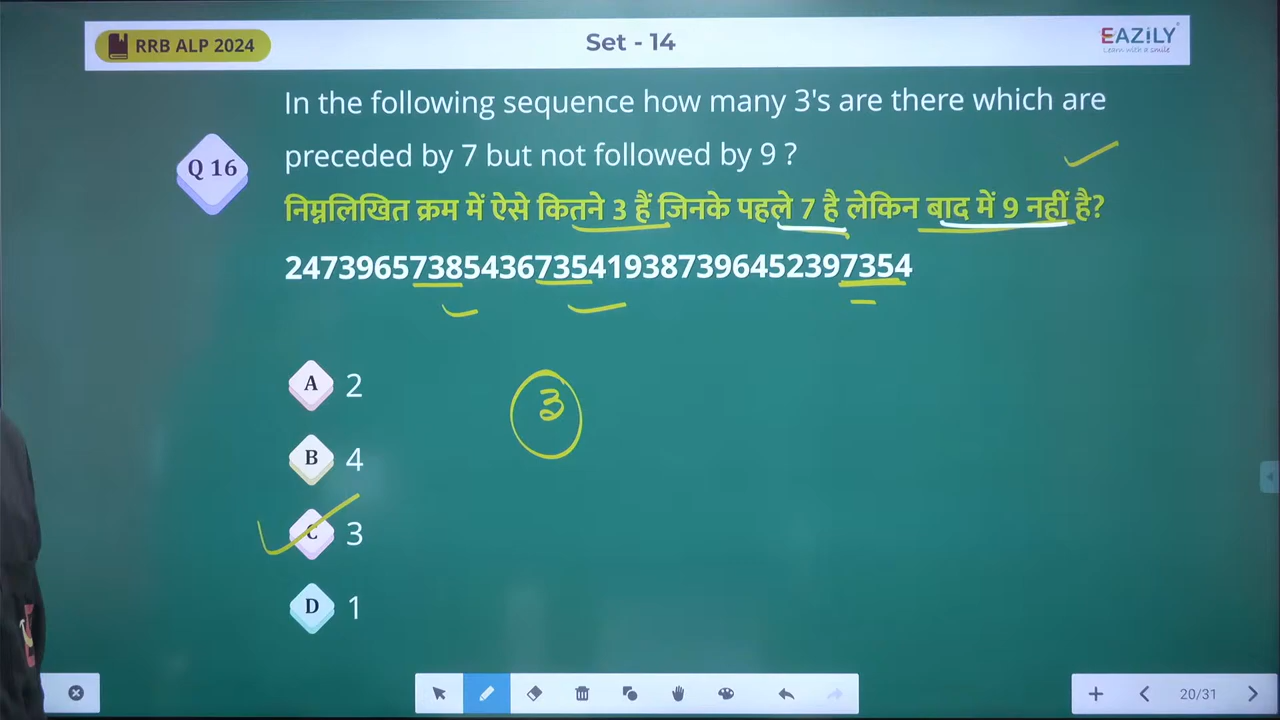 RRB ALP 2024
Set - 14
EAZILY
Learn with a smile
Q 16
In the following sequence how many 3's are there which are
preceded by 7 but not followed by 9 ?
निम्नलिखित क्रम में ऐसे कितने 3 हैं जिनके पहले 7 है लेकिन बाद में 9 नहीं है?
24739657385436735419387396452397354
A 2
B 4
C 3
D 1
3
20/31